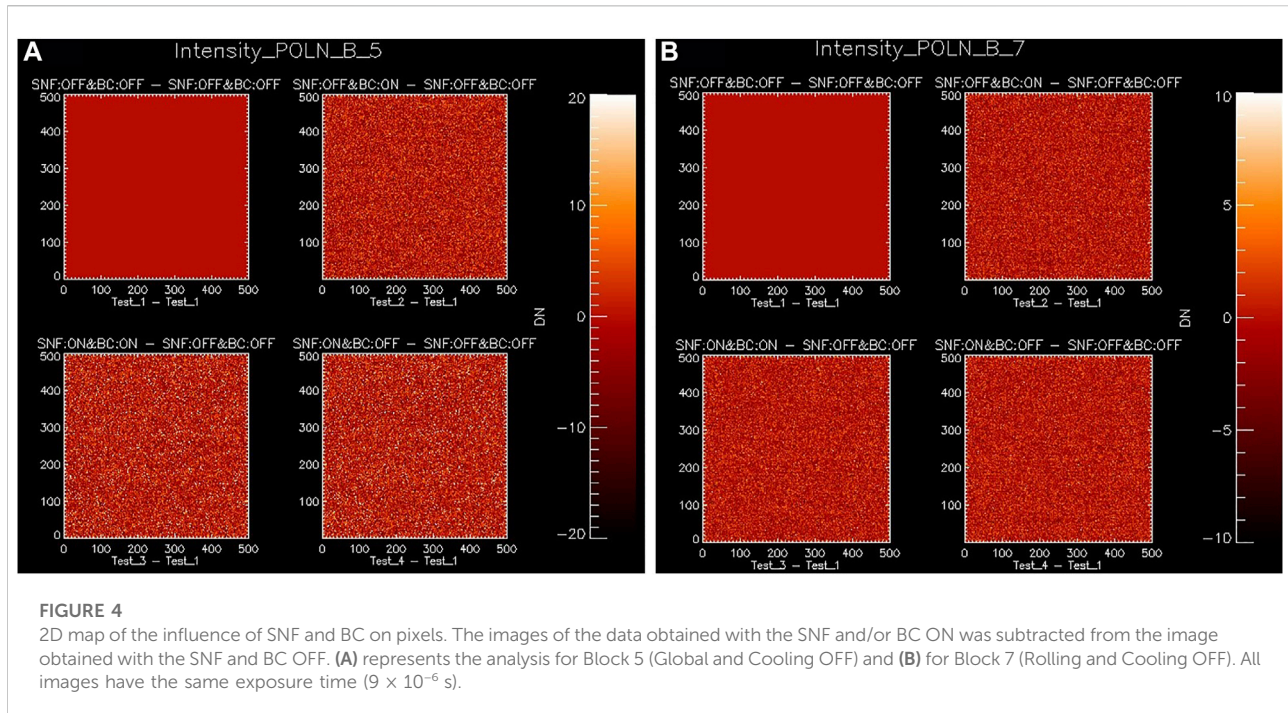 A
Intensity_POLN_B_5
SNF:OFF&BC:OFF - SNF:OFF&BC:OFF
SNF:OFF&BC:ON - SNF:OFF&BC:OFF
500
400
300
200
100
0
0 100 200 300 400 500
Test_1 - Test_1
500
400
300
200
100
0
0 100 200 300 400 500
Test_2 - Test_1
SNF:ON&BC:ON - SNF:OFF&BC:OFF
SNF:ON&BC:OFF - SNF:OFF&BC:OFF
500
400
300
200
100
0
0 100 200 300 400 500
Test_3 - Test_1
500
400
300
200
100
0
0 100 200 300 400 500
Test_4 - Test_1
20
10
0
-10
-20
DN
B
Intensity_POLN_B_7
SNF:OFF&BC:OFF - SNF:OFF&BC:OFF
SNF:OFF&BC:ON - SNF:OFF&BC:OFF
500
400
300
200
100
0
0 100 200 300 400 500
Test_1 - Test_1
500
400
300
200
100
0
0 100 200 300 400 500
Test_2 - Test_1
SNF:ON&BC:ON - SNF:OFF&BC:OFF
SNF:ON&BC:OFF - SNF:OFF&BC:OFF
500
400
300
200
100
0
0 100 200 300 400 500
Test_3 - Test_1
500
400
300
200
100
0
0 100 200 300 400 500
Test_4 - Test_1
10
5
0
-5
-10
DN
FIGURE 4
2D map of the influence of SNF and BC on pixels. The images of the data obtained with the SNF and/or BC ON was subtracted from the image
obtained with the SNF and BC OFF. (A) represents the analysis for Block 5 (Global and Cooling OFF) and (B) for Block 7 (Rolling and Cooling OFF). All
images have the same exposure time (9 × 10⁻⁶ s).